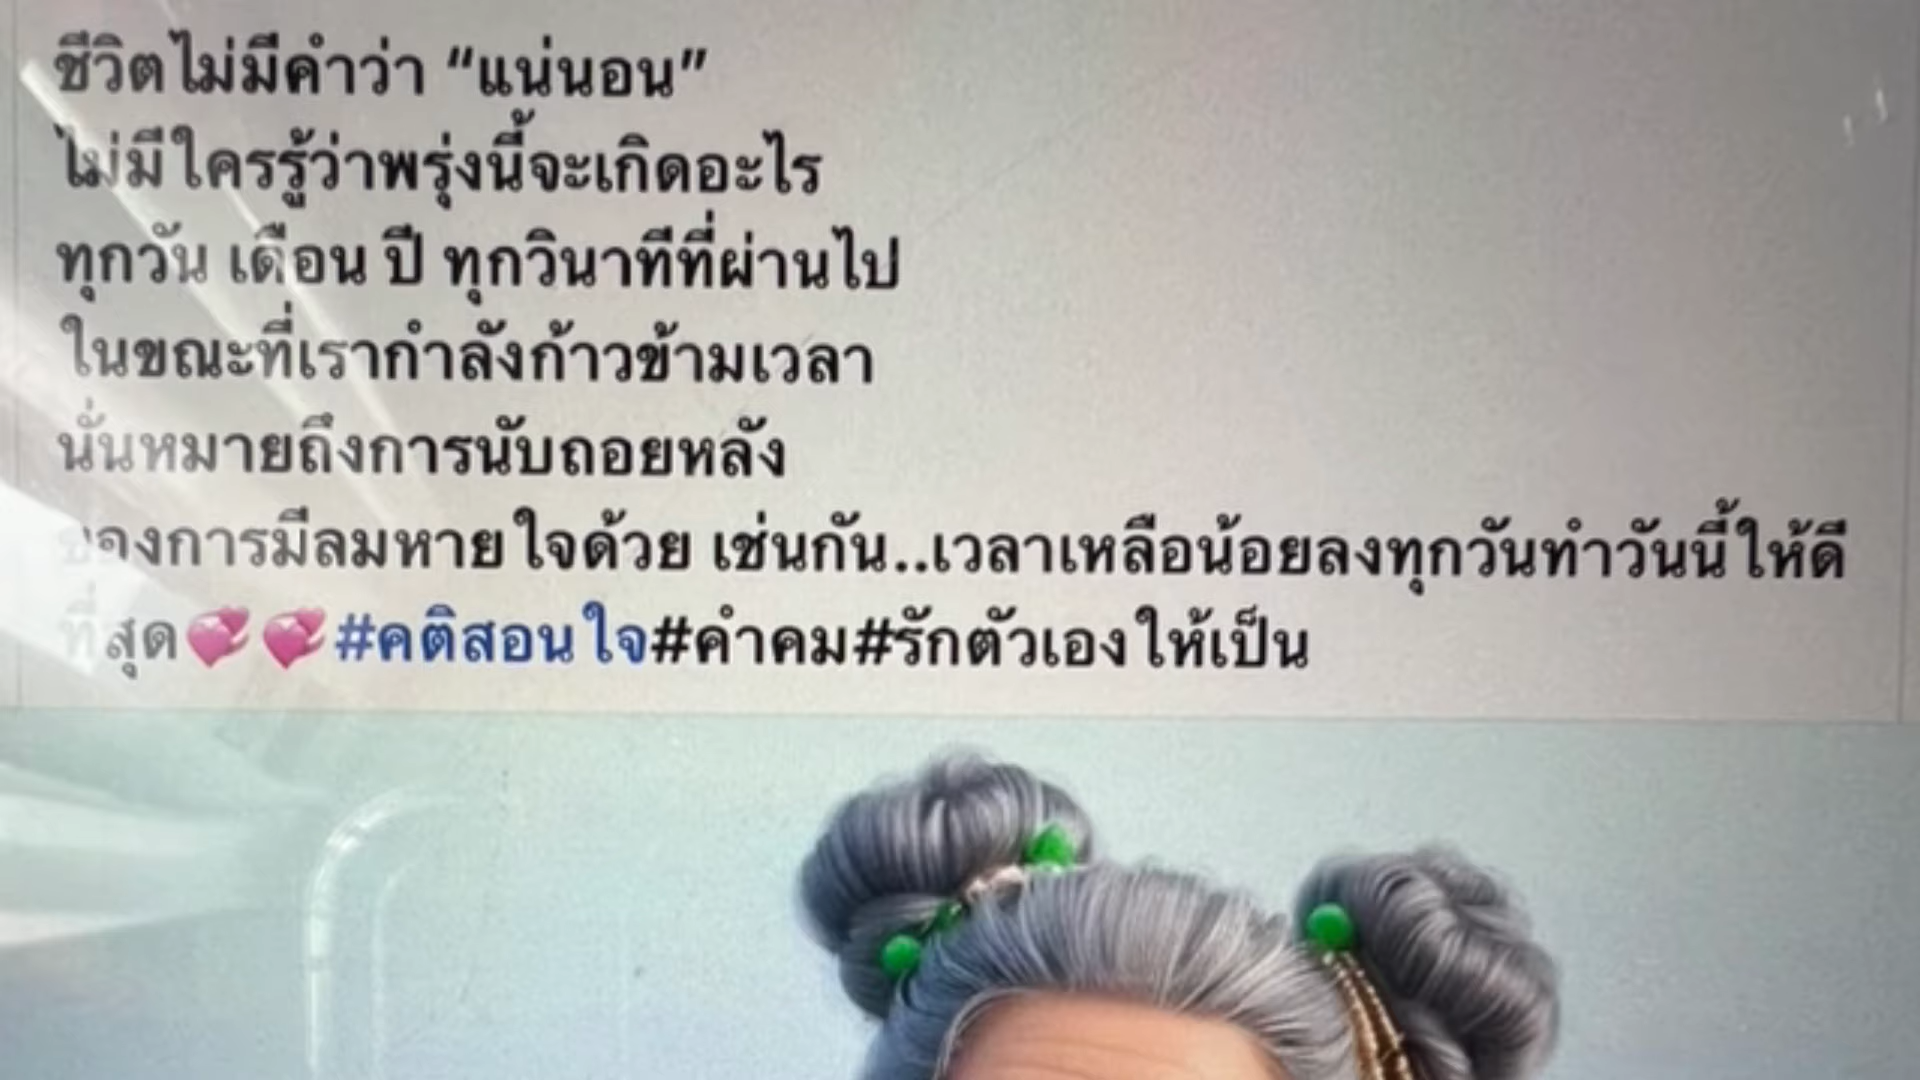 ชีวิตไม่มีคำว่า “แน่นอน”
ไม่มีใครรู้ว่าพรุ่งนี้จะเกิดอะไร
ทุกวัน เดือน ปี ทุกวินาทีที่ผ่านไป
ในขณะที่เรากำลังก้าวข้ามเวลา
นั่นหมายถึงการนับถอยหลัง
ของการมีลมหายใจด้วย เช่นกัน..เวลาเหลือน้อยลงทุกวันทำวันนี้ให้ดี
ที่สุด💞💞#คติสอนใจ#คำคม#รักตัวเองให้เป็น